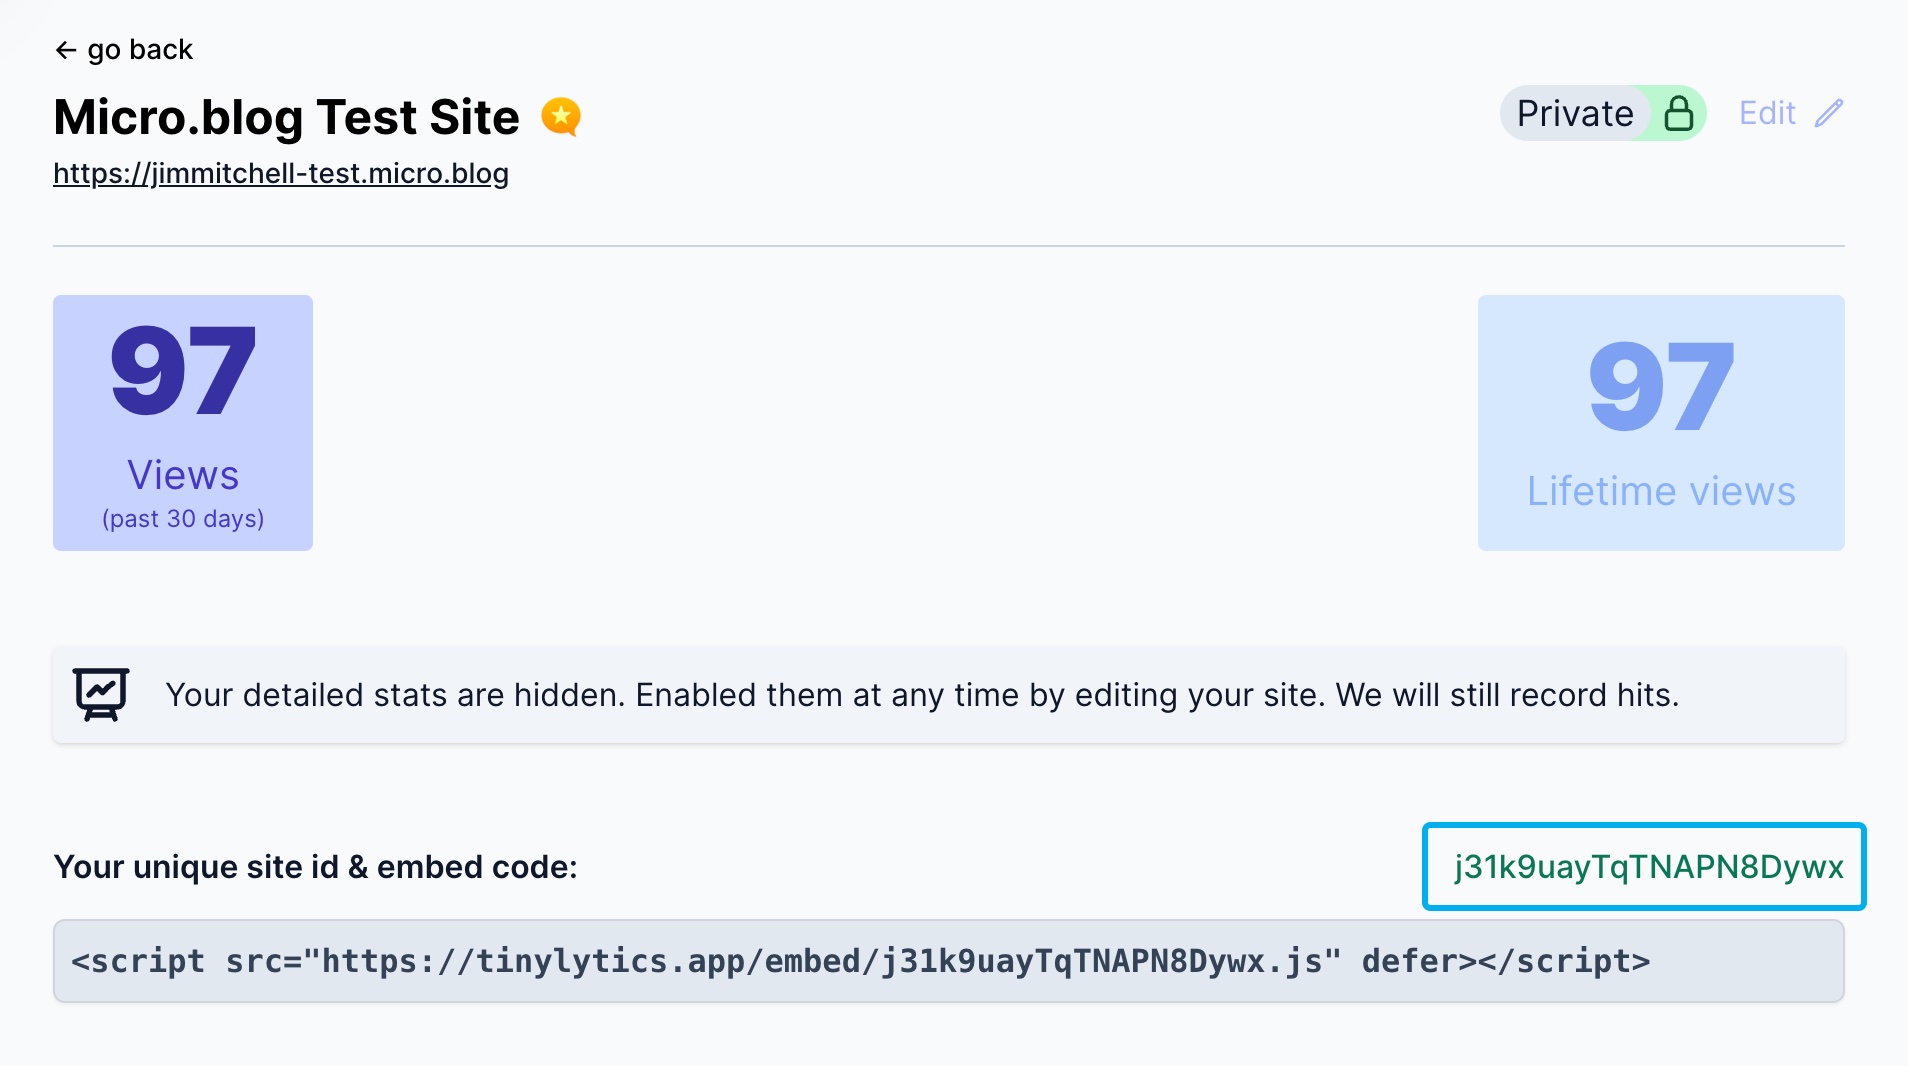 ← go back
Micro.blog Test Site
Private
Edit
https://jimmitchell-test.micro.blog
97
Views
(past 30 days)
97
Lifetime views
Your detailed stats are hidden. Enabled them at any time by editing your site. We will still record hits.
Your unique site id & embed code:
j31k9uayTqTNAPN8Dywx
<script src="https://tinylytics.app/embed/j31k9uayTqTNAPN8Dywx.js" defer></script>